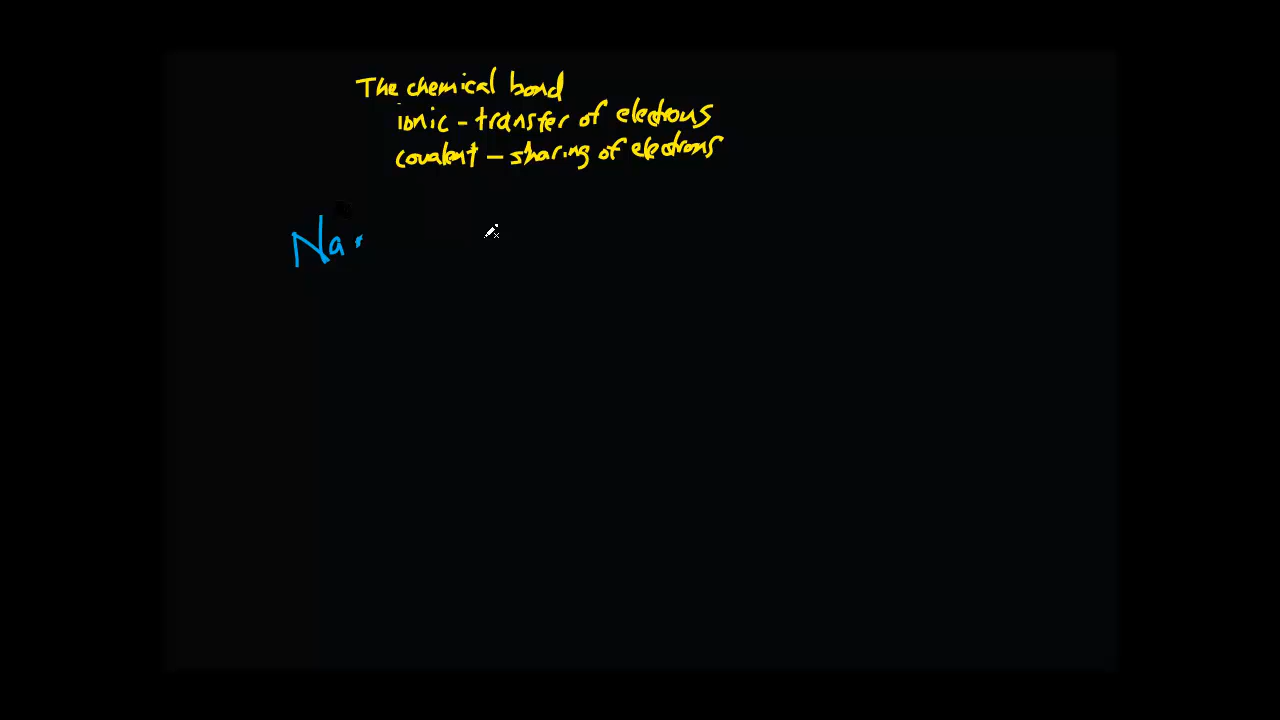 The chemical bond
ionic - transfer of electrons
covalent - sharing of electrons
Na·